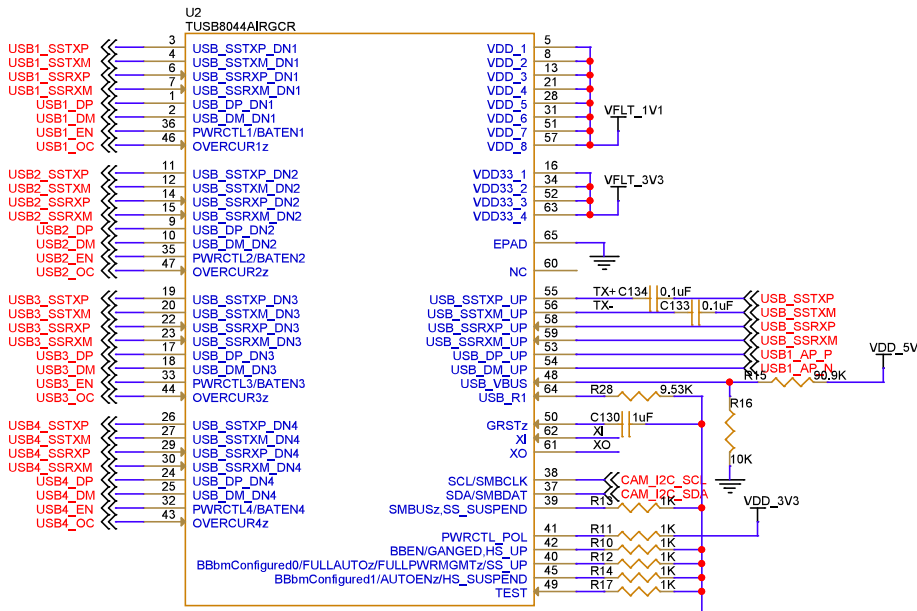 U2
TUSB8044AIRGCR
USB1_SSTXP 3 USB_SSTXP_DN1 VDD_1 5
USB1_SSTXM 4 USB_SSTXM_DN1 VDD_2 8
USB1_SSRXP 6 USB_SSRXP_DN1 VDD_3 13
USB1_SSRXM 7 USB_SSRXM_DN1 VDD_4 21
USB1_DP 1 USB_DP_DN1 VDD_5 28
USB1_DM 2 USB_DM_DN1 VDD_6 31 VFLT_1V1
USB1_EN 36 PWRCTL1/BATEN1 VDD_7 51
USB1_OC 46 OVERCUR1z VDD_8 57
USB2_SSTXP 11 USB_SSTXP_DN2 VDD33_1 16
USB2_SSTXM 12 USB_SSTXM_DN2 VDD33_2 34 VFLT_3V3
USB2_SSRXP 14 USB_SSRXP_DN2 VDD33_3 52
USB2_SSRXM 15 USB_SSRXM_DN2 VDD33_4 63
USB2_DP 9 USB_DP_DN2
USB2_DM 10 USB_DM_DN2 EPAD 65
USB2_EN 35 PWRCTL2/BATEN2
USB2_OC 47 OVERCUR2z NC 60
USB3_SSTXP 19 USB_SSTXP_DN3 USB_SSTXP_UP 55 TX+ C134 0.1uF USB_SSTXP
USB3_SSTXM 20 USB_SSTXM_DN3 USB_SSTXM_UP 56 TX- C133 0.1uF USB_SSTXM
USB3_SSRXP 22 USB_SSRXP_DN3 USB_SSRXP_UP 58 USB_SSRXP
USB3_SSRXM 23 USB_SSRXM_DN3 USB_SSRXM_UP 59 USB_SSRXM
USB3_DP 17 USB_DP_DN3 USB_DP_UP 53 USB1_AP_P VDD_5V
USB3_DM 18 USB_DM_DN3 USB_DM_UP 54 USB1_AP_N
USB3_EN 33 PWRCTL3/BATEN3 USB_VBUS 48 R15 90.9K
USB3_OC 44 OVERCUR3z USB_R1 64 R28 9.53K R16
USB4_SSTXP 26 USB_SSTXP_DN4 GRSTz 50 C130 1uF
USB4_SSTXM 27 USB_SSTXM_DN4 XI 62 XI
USB4_SSRXP 29 USB_SSRXP_DN4 XO 61 XO
USB4_SSRXM 30 USB_SSRXM_DN4 10K
USB4_DP 24 USB_DP_DN4 SCL/SMBCLK 38 CAM_I2C_SCL
USB4_DM 25 USB_DM_DN4 SDA/SMBDAT 37 CAM_I2C_SDA
USB4_EN 32 PWRCTL4/BATEN4 SMBUSz,SS_SUSPEND 39 R13 1K VDD_3V3
USB4_OC 43 OVERCUR4z
PWRCTL_POL 41 R11 1K
BBEN/GANGED,HS_UP 42 R10 1K
BBbmConfigured0/FULLAUTOz/FULLPWRMGMTz/SS_UP 40 R12 1K
BBbmConfigured1/AUTOENz/HS_SUSPEND 45 R14 1K
TEST 49 R17 1K